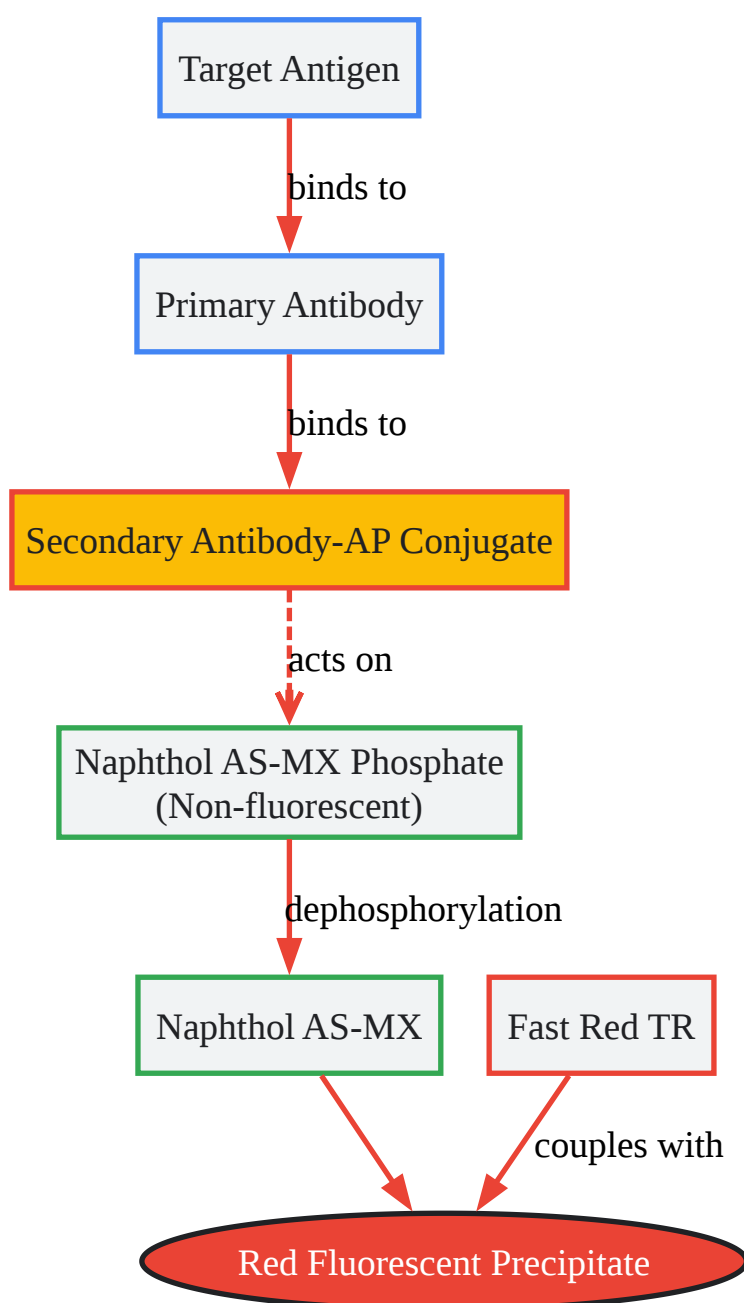 Target Antigen
binds to
Primary Antibody
binds to
Secondary Antibody-AP Conjugate
acts on
Naphthol AS-MX Phosphate
(Non-fluorescent)
dephosphorylation
Naphthol AS-MX
Fast Red TR
couples with
Red Fluorescent Precipitate